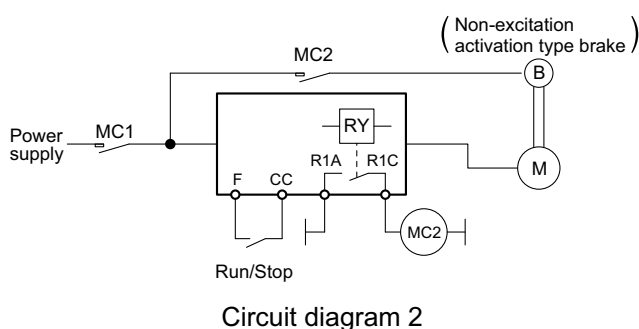 (Non-excitation
activation type brake)
MC2
B
Power
supply
MC1
RY
R1A
R1C
F
CC
M
MC2
Run/Stop
Circuit diagram 2